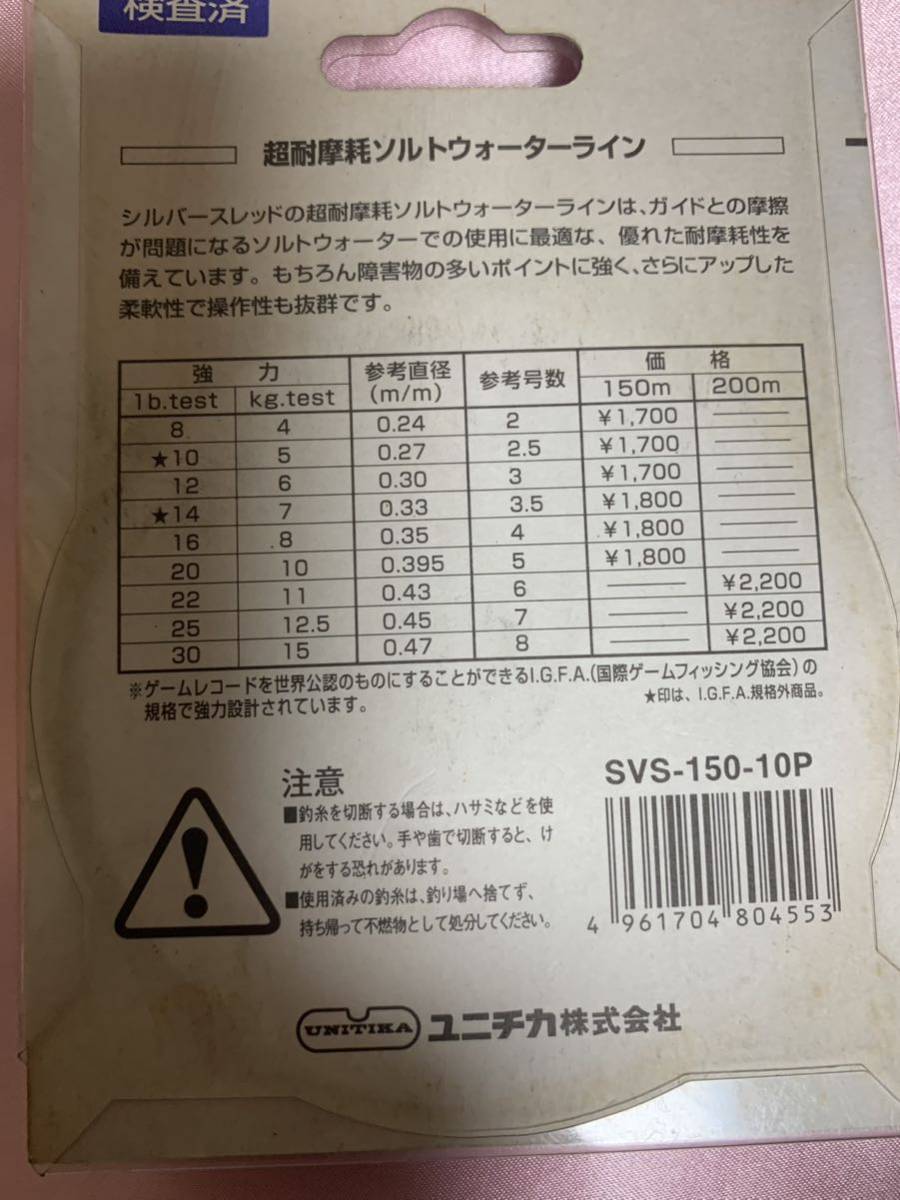 検査済
超耐摩耗ソルトウォーターライン
シルバースレッドの超耐摩耗ソルトウォーターラインは、ガイドとの摩擦
が問題になるソルトウォーターでの使用に最適な、優れた耐摩耗性を
備えています。もちろん障害物の多いポイントに強く、さらにアップした
柔軟性で操作性も抜群です。
強 力 参考直径 (m/m) 参考号数 価 格
1b.test kg.test 150m 200m
8 4 0.24 2 ¥1,700 ―
★10 5 0.27 2.5 ¥1,700 ―
12 6 0.30 3 ¥1,700 ―
★14 7 0.33 3.5 ¥1,800 ―
16 8 0.35 4 ¥1,800 ―
20 10 0.395 5 ¥1,800 ―
22 11 0.43 6 ― ¥2,200
25 12.5 0.45 7 ― ¥2,200
30 15 0.47 8 ― ¥2,200
※ゲームレコードを世界公認のものにすることができるI.G.F.A.(国際ゲームフィッシング協会)の
規格で強力設計されています。
★印は、I.G.F.A.規格外商品。
注意
■釣糸を切断する場合は、ハサミなどを使
用してください。手や歯で切断すると、け
がをする恐れがあります。
■使用済みの釣糸は、釣り場へ捨てず、
持ち帰って不燃物として処分してください。
SVS-150-10P
4 961704 804553
UNITIKA ユニチカ株式会社